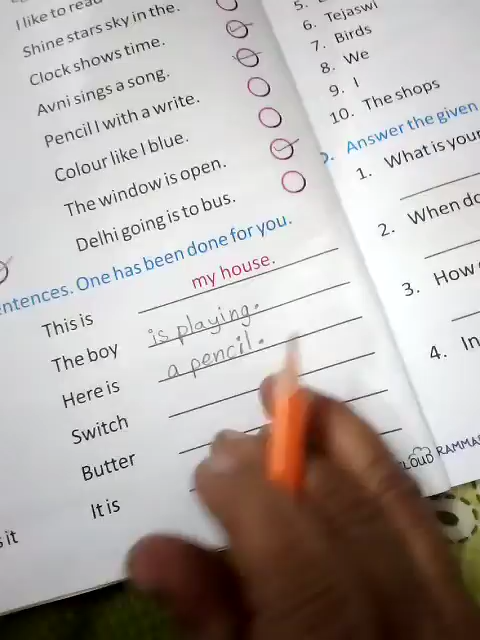 I like to read
Shine stars sky in the.
Clock shows time.
Avni sings a song.
Pencil I with a write.
Colour like I blue.
The window is open.
Delhi going is to bus.
entences. One has been done for you.
This is my house.
The boy is playing.
Here is a pencil.
Switch
Butter
It is
s it
5.
6. Tejaswi
7. Birds
8. We
9. I
10. The shops
D. Answer the given
1. What is your
2. When do
3. How
4. In
LOUD RAMMA